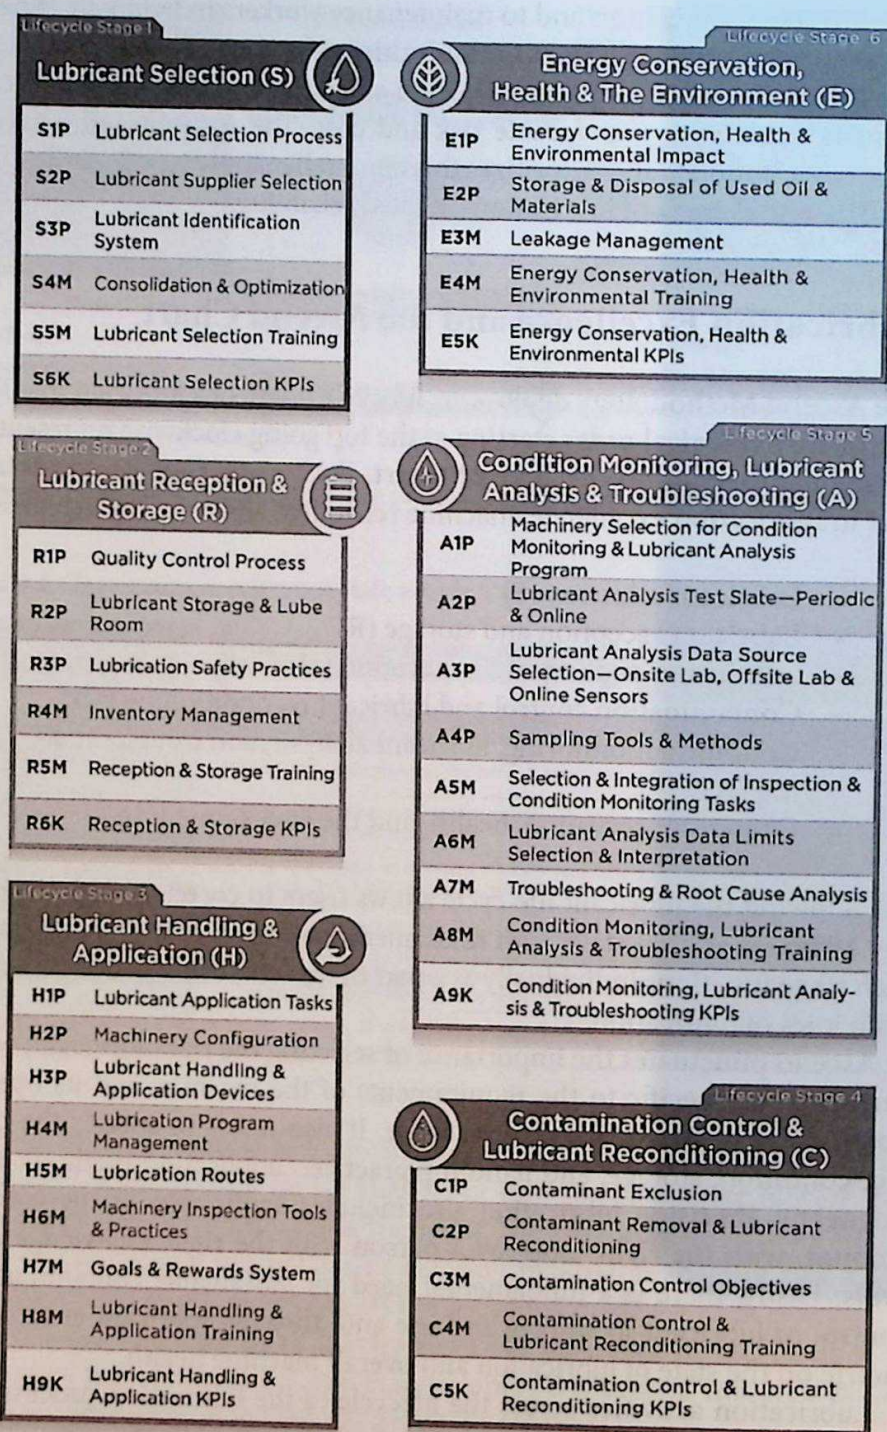 Lifecycle Stage 1
Lubricant Selection (S)
S1P Lubricant Selection Process
S2P Lubricant Supplier Selection
S3P Lubricant Identification
System
S4M Consolidation & Optimization
S5M Lubricant Selection Training
S6K Lubricant Selection KPIs
Lifecycle Stage 2
Lubricant Reception &
Storage (R)
R1P Quality Control Process
R2P Lubricant Storage & Lube
Room
R3P Lubrication Safety Practices
R4M Inventory Management
R5M Reception & Storage Training
R6K Reception & Storage KPIs
Lifecycle Stage 3
Lubricant Handling &
Application (H)
H1P Lubricant Application Tasks
H2P Machinery Configuration
H3P Lubricant Handling &
Application Devices
H4M Lubrication Program
Management
H5M Lubrication Routes
H6M Machinery Inspection Tools
& Practices
H7M Goals & Rewards System
H8M Lubricant Handling &
Application Training
H9K Lubricant Handling &
Application KPIs
Lifecycle Stage 6
Energy Conservation,
Health & The Environment (E)
E1P Energy Conservation, Health &
Environmental Impact
E2P Storage & Disposal of Used Oil &
Materials
E3M Leakage Management
E4M Energy Conservation, Health &
Environmental Training
E5K Energy Conservation, Health &
Environmental KPIs
Lifecycle Stage 5
Condition Monitoring, Lubricant
Analysis & Troubleshooting (A)
A1P Machinery Selection for Condition
Monitoring & Lubricant Analysis
Program
A2P Lubricant Analysis Test Slate—Periodic
& Online
A3P Lubricant Analysis Data Source
Selection—Onsite Lab, Offsite Lab &
Online Sensors
A4P Sampling Tools & Methods
A5M Selection & Integration of Inspection &
Condition Monitoring Tasks
A6M Lubricant Analysis Data Limits
Selection & Interpretation
A7M Troubleshooting & Root Cause Analysis
A8M Condition Monitoring, Lubricant
Analysis & Troubleshooting Training
A9K Condition Monitoring, Lubricant Analy-
sis & Troubleshooting KPIs
Lifecycle Stage 4
Contamination Control &
Lubricant Reconditioning (C)
C1P Contaminant Exclusion
C2P Contaminant Removal & Lubricant
Reconditioning
C3M Contamination Control Objectives
C4M Contamination Control &
Lubricant Reconditioning Training
C5K Contamination Control & Lubricant
Reconditioning KPIs